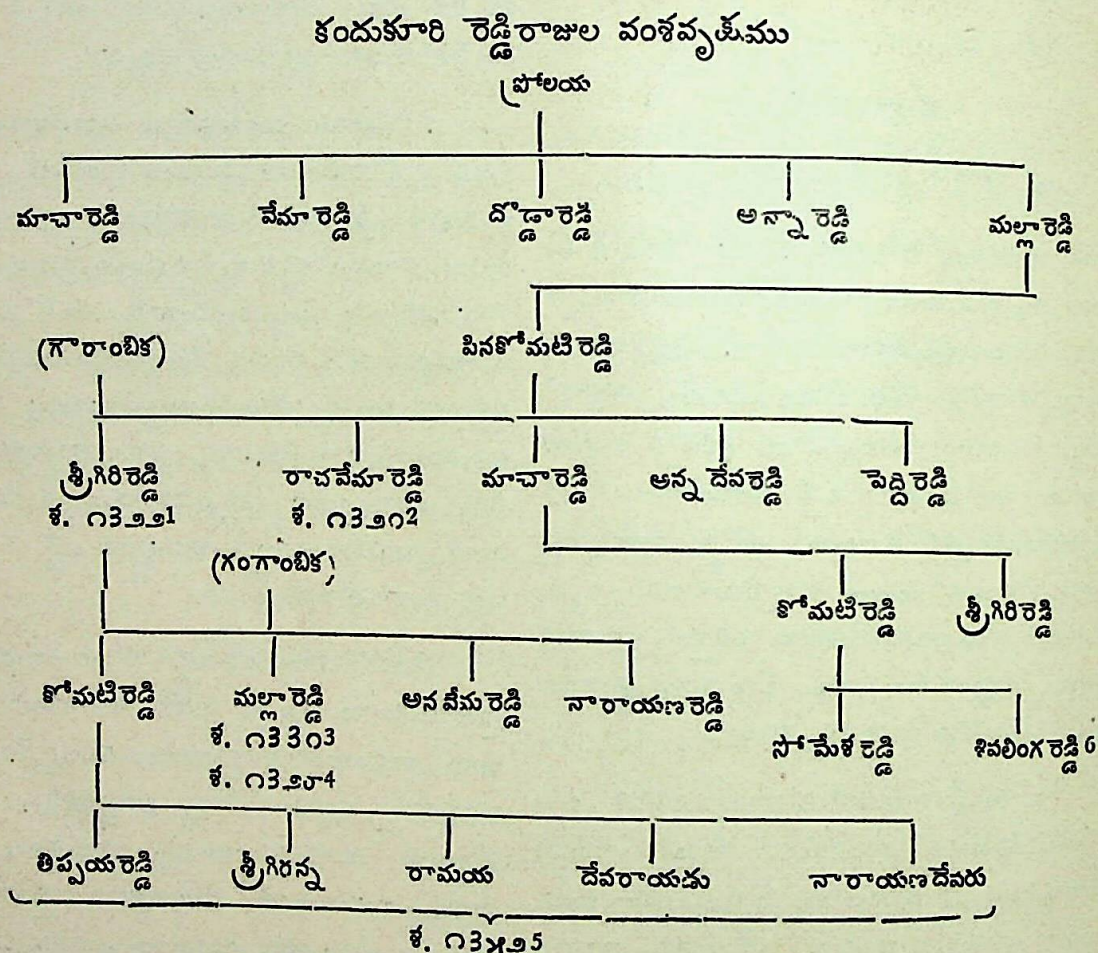 కందుకూరి రెడ్డిరాజుల వంశవృక్షము
ప్రోలయ
మాచారెడ్డి వేమారెడ్డి దొడ్డారెడ్డి అన్నారెడ్డి మల్లారెడ్డి
(గౌరాంబిక) పినకోమటిరెడ్డి
శ్రీగిరిరెడ్డి రాచవేమారెడ్డి మాచారెడ్డి అన్నదేవరెడ్డి పెద్దిరెడ్డి
శ. ౧౩౨౨1 శ. ౧౩౨౧2
(గంగాంబిక)
కోమటిరెడ్డి శ్రీగిరిరెడ్డి
కోమటిరెడ్డి మల్లారెడ్డి అనవేమరెడ్డి నారాయణరెడ్డి
శ. ౧౩౩౧3
సోమేశరెడ్డి శివలింగరెడ్డి6
శ. ౧౩౨౮4
తిప్పయరెడ్డి శ్రీగిరన్న రామయ దేవరాయడు నారాయణదేవరు
శ. ౧౩౫౨5